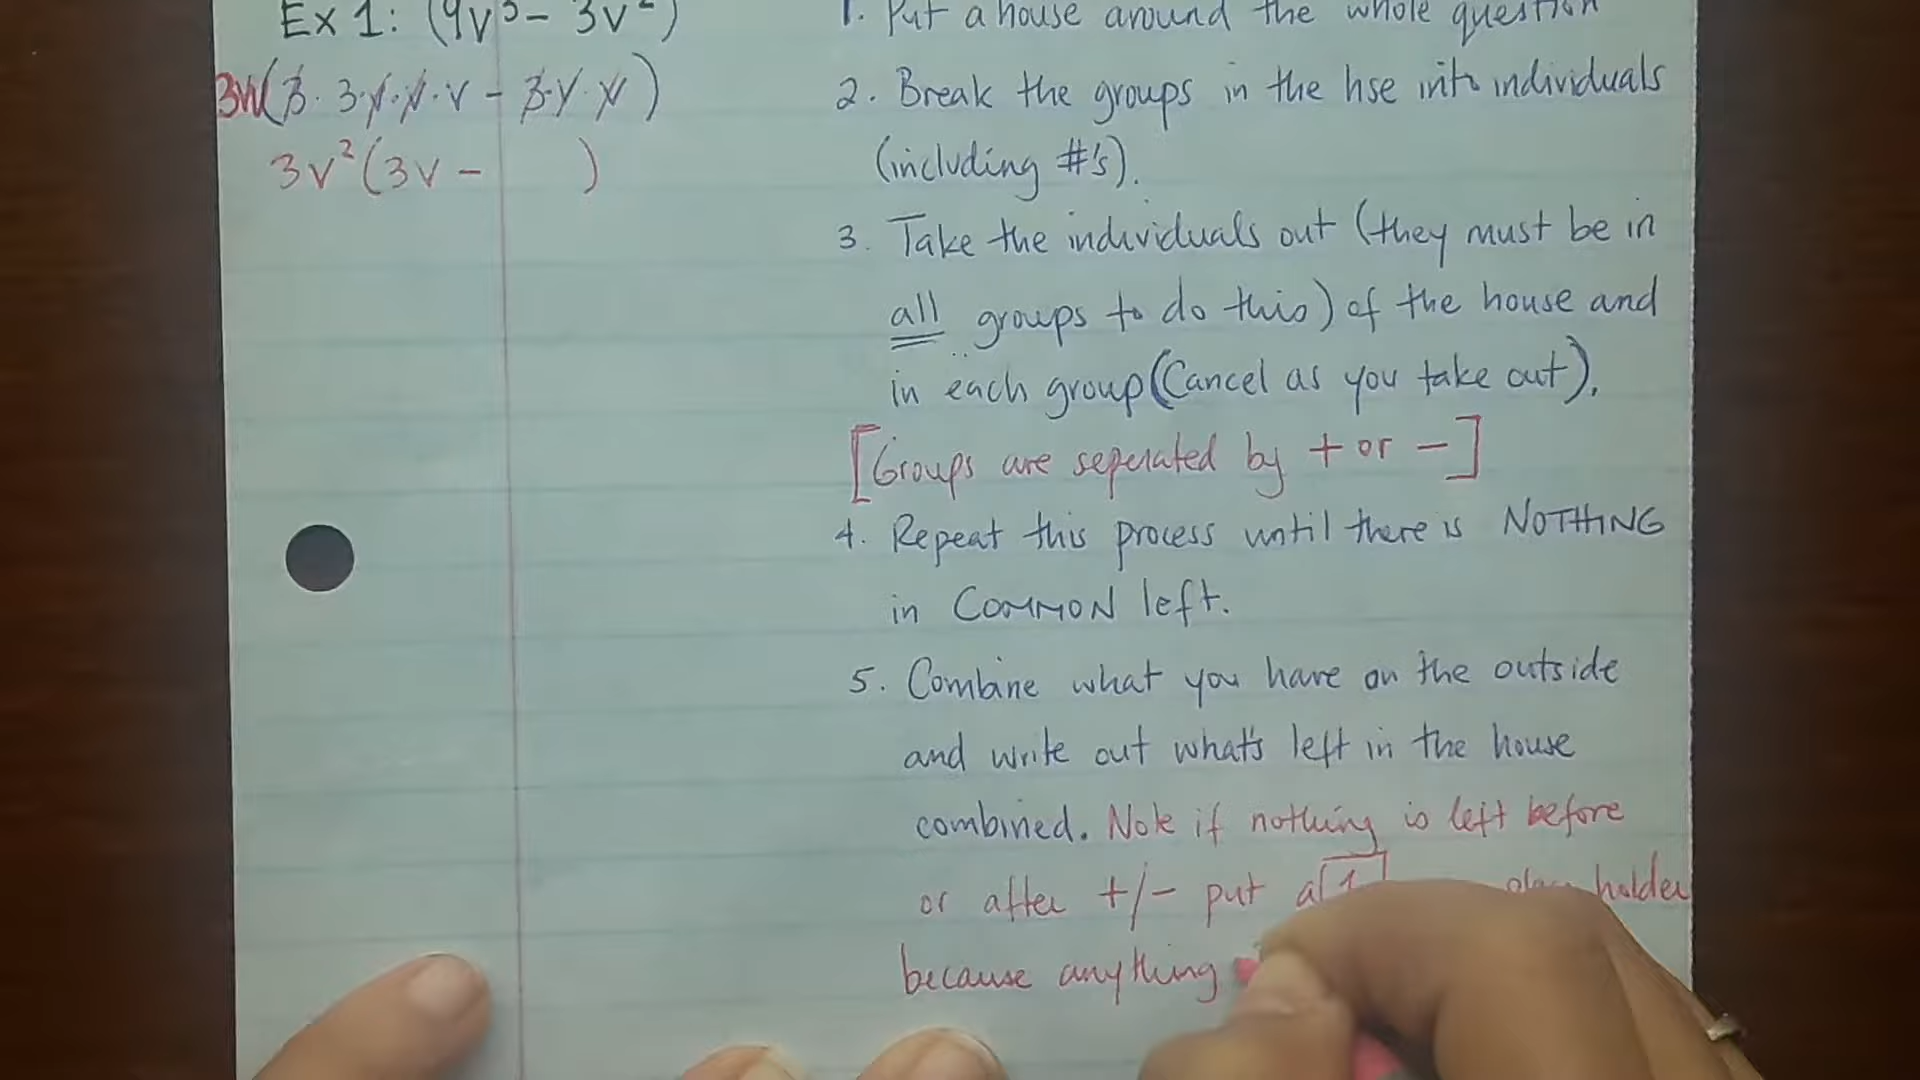 Ex 1: (9v³ - 3v²)
3vv(3 · 3 · v · v · v - 3 · v · v)
3v²(3v - )
1. Put a house around the whole question
2. Break the groups in the hse into individuals
(including #'s).
3. Take the individuals out (they must be in
all groups to do this) of the house and
in each group (Cancel as you take out).
[Groups are seperated by + or -]
4. Repeat this process until there is NOTHING
in COMMON left.
5. Combine what you have on the outside
and write out what's left in the house
combined. Note if nothing is left before
or after +/- put a 1 holder
because anything